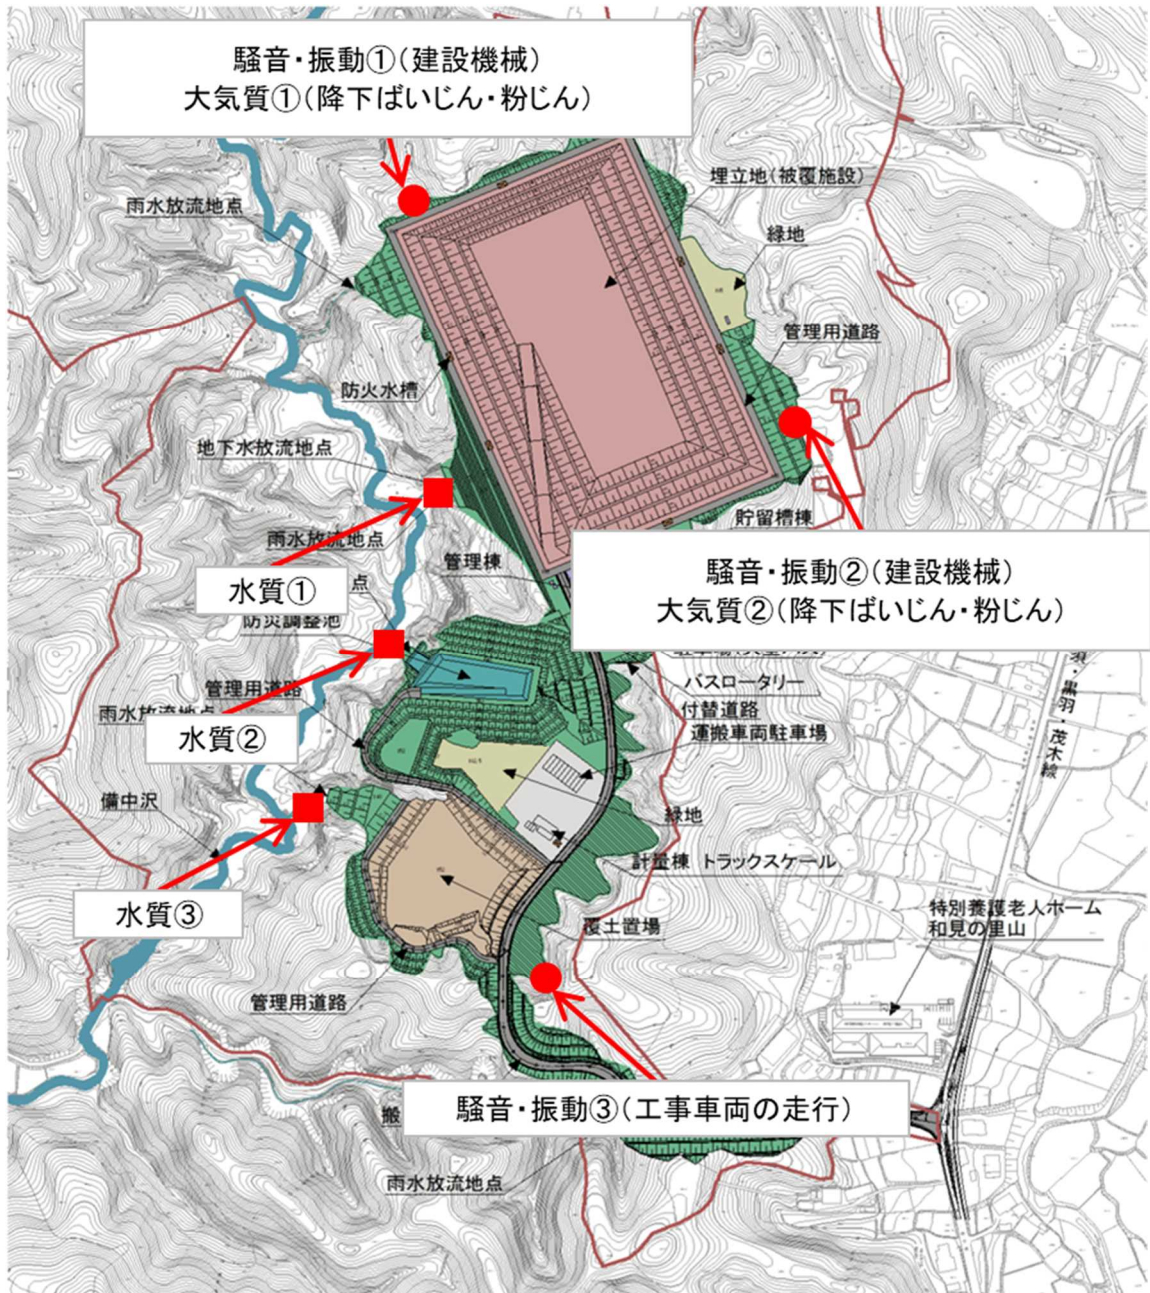 騒音・振動①(建設機械)
大気質①(降下ばいじん・粉じん)
埋立地(被覆施設)
雨水放流地点
緑地
管理用道路
防火水槽
地下水放流地点
貯留槽棟
雨水放流地点
管理棟
騒音・振動②(建設機械)
大気質②(降下ばいじん・粉じん)
水質①
点
防災調整池
バスロータリー
管理用道路
付替道路
雨水放流地点
運搬車両駐車場
水質②
黒羽・茂木線
備中沢
緑地
計量棟 トラックスケール
水質③
特別養護老人ホーム
和見の里山
覆土置場
管理用道路
騒音・振動③(工事車両の走行)
搬
雨水放流地点